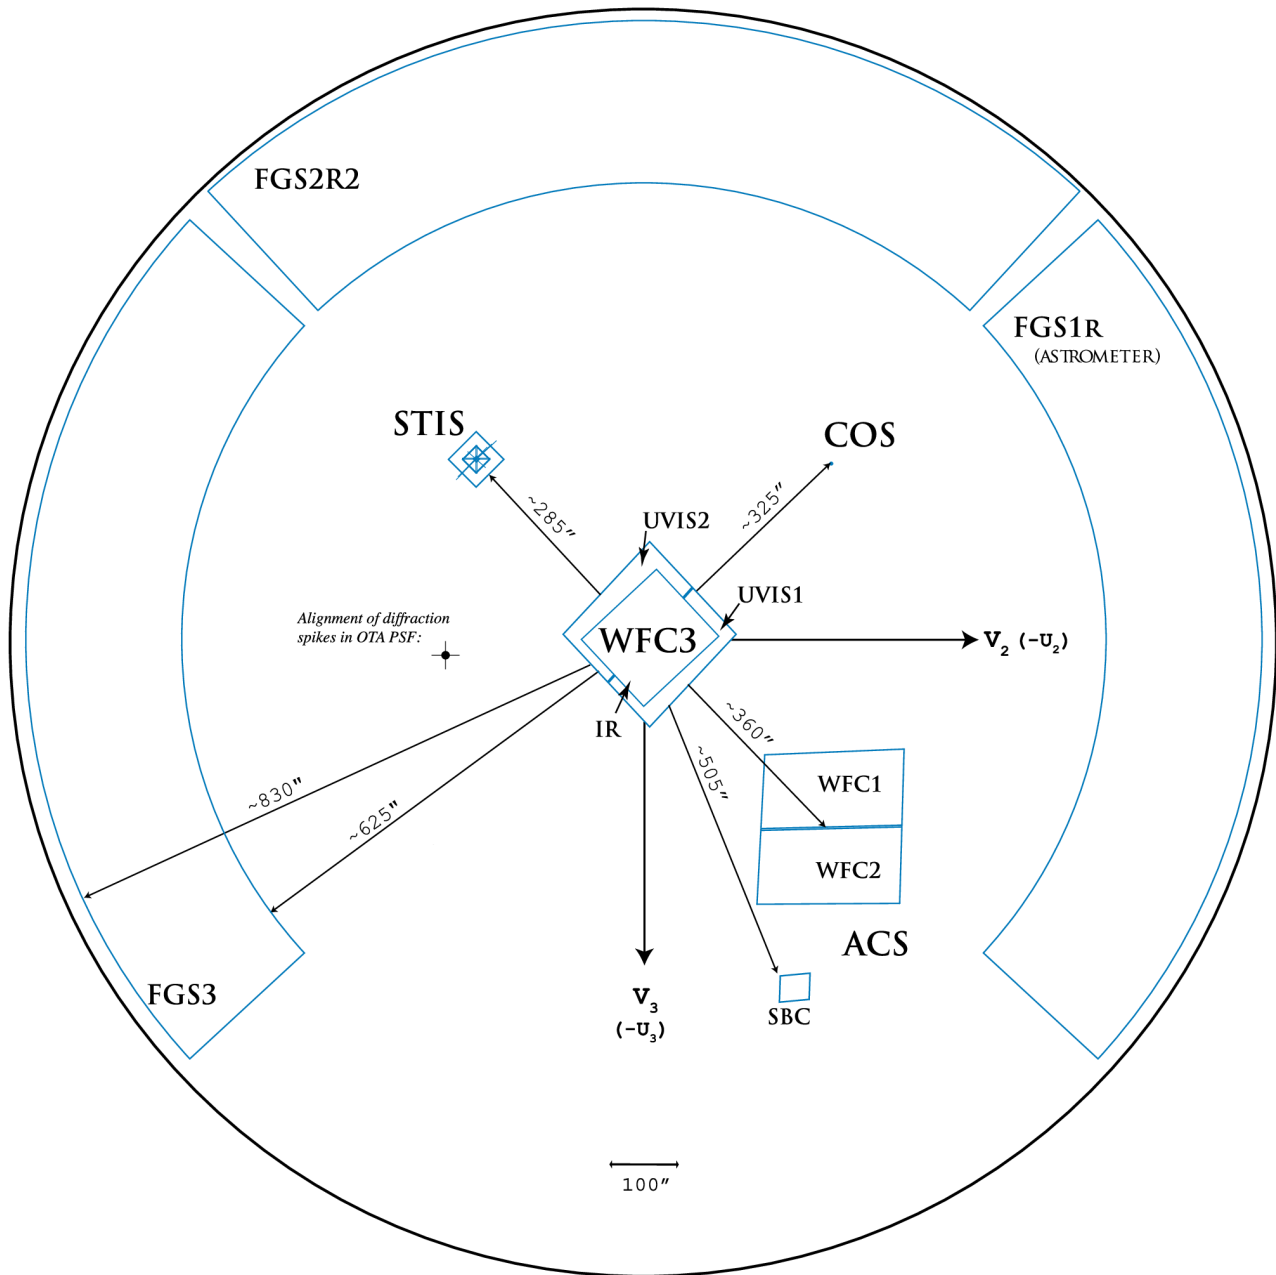 FGS2R2
FGS1R
(ASTROMETER)
STIS
COS
~285″
~325″
UVIS2
UVIS1
Alignment of diffraction
spikes in OTA PSF:
WFC3
V2 (-U2)
IR
~360″
~505″
WFC1
~830″
~625″
WFC2
ACS
FGS3
V3
(-U3)
SBC
100″